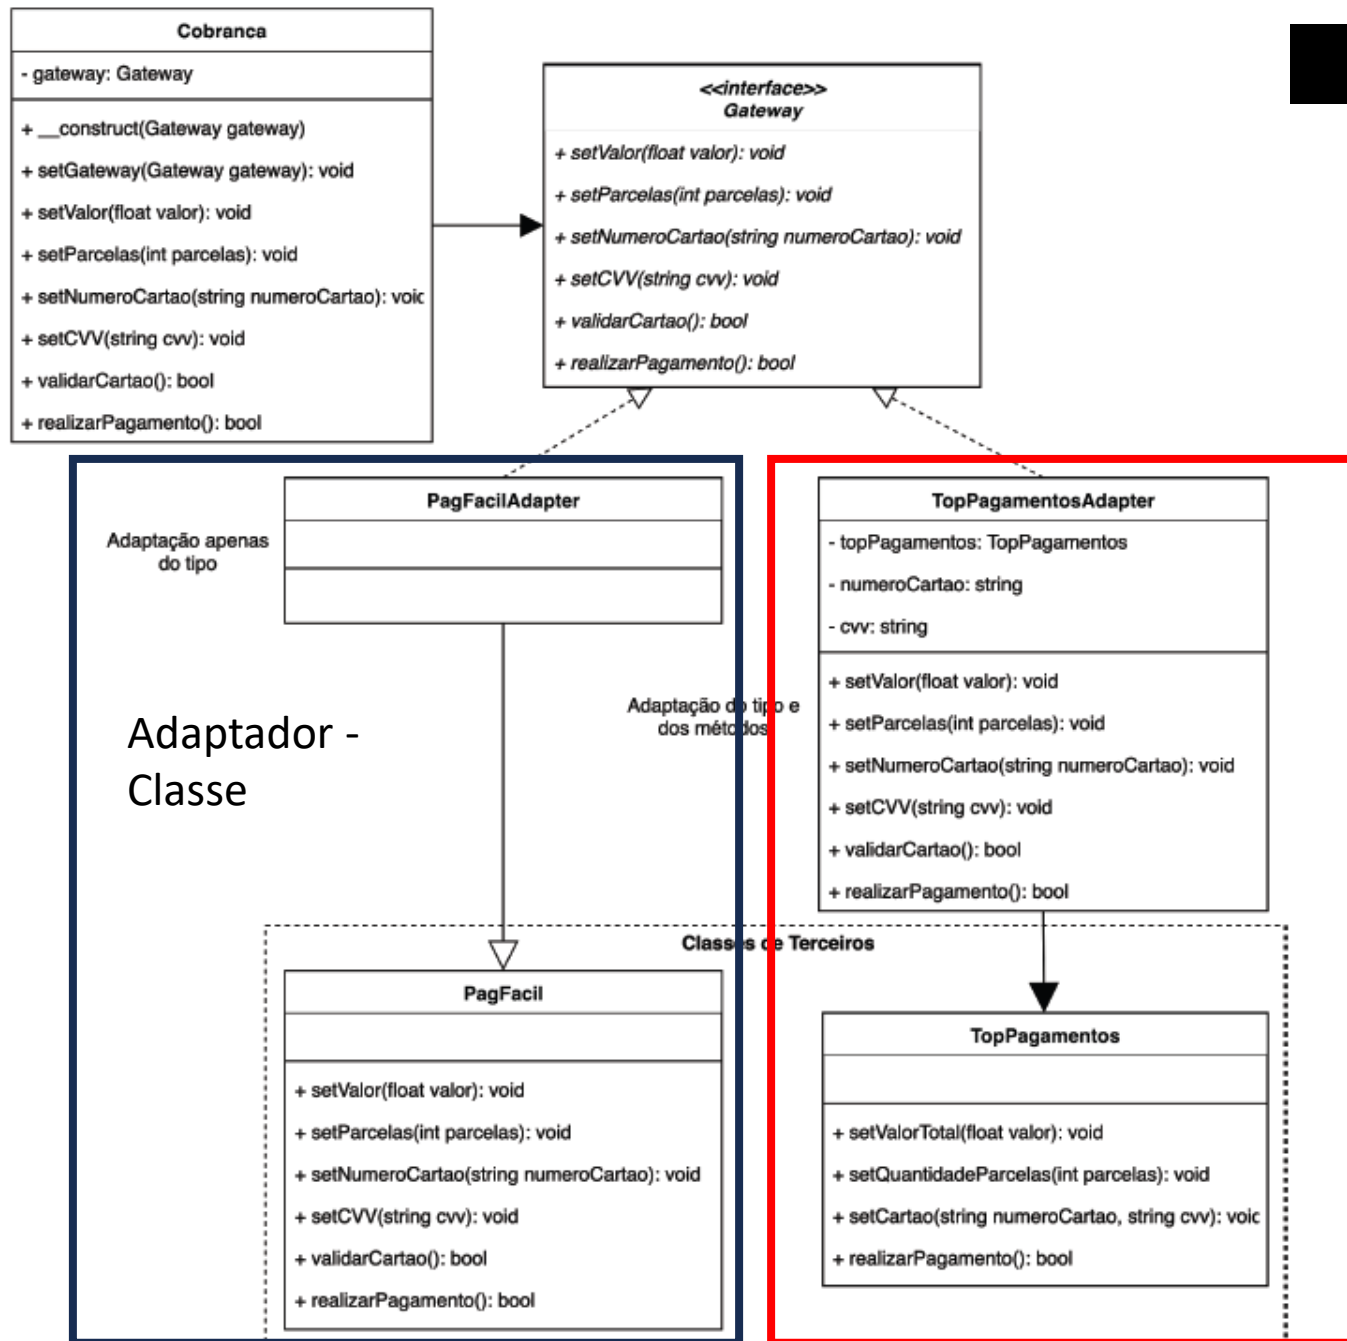 Cobranca
- gateway: Gateway
+ __construct(Gateway gateway)
+ setGateway(Gateway gateway): void
+ setValor(float valor): void
+ setParcelas(int parcelas): void
+ setNumeroCartao(string numeroCartao): voic
+ setCVV(string cvv): void
+ validarCartao(): bool
+ realizarPagamento(): bool
<<interface>>
Gateway
+ setValor(float valor): void
+ setParcelas(int parcelas): void
+ setNumeroCartao(string numeroCartao): void
+ setCVV(string cvv): void
+ validarCartao(): bool
+ realizarPagamento(): bool
PagFacilAdapter
Adaptação apenas
do tipo
Adaptador -
Classe
TopPagamentosAdapter
- topPagamentos: TopPagamentos
- numeroCartao: string
- cvv: string
+ setValor(float valor): void
+ setParcelas(int parcelas): void
+ setNumeroCartao(string numeroCartao): void
+ setCVV(string cvv): void
+ validarCartao(): bool
+ realizarPagamento(): bool
Adaptação do tipo e
dos métodos
Classes de Terceiros
PagFacil
+ setValor(float valor): void
+ setParcelas(int parcelas): void
+ setNumeroCartao(string numeroCartao): void
+ setCVV(string cvv): void
+ validarCartao(): bool
+ realizarPagamento(): bool
TopPagamentos
+ setValorTotal(float valor): void
+ setQuantidadeParcelas(int parcelas): void
+ setCartao(string numeroCartao, string cvv): voic
+ realizarPagamento(): bool